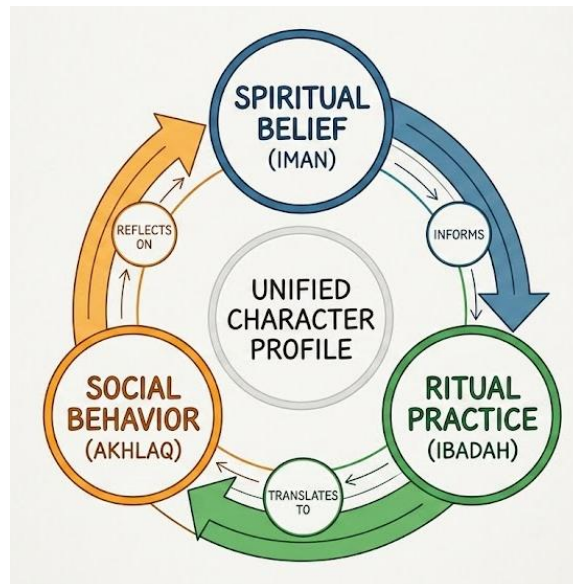 SPIRITUAL
BELIEF
(IMAN)
REFLECTS
ON
INFORMS
UNIFIED
CHARACTER
PROFILE
SOCIAL
BEHAVIOR
(AKHLAQ)
RITUAL
PRACTICE
(IBADAH)
TRANSLATES
TO